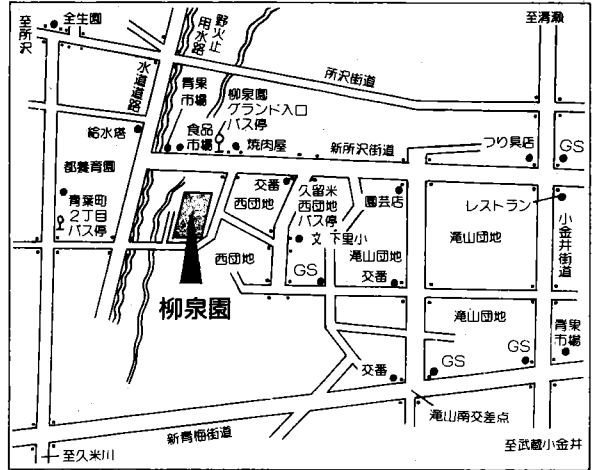 至所沢
全生園
野火止用水路
至清瀬
水道道路
青果市場
柳泉園
グランド入口
バス停
所沢街道
給水塔
食品市場
焼肉屋
新所沢街道
つり具店
GS
都養育園
青葉町
2丁目
バス停
交番
西団地
久留米
西団地
バス停
園芸店
レストラン
小金井街道
文 下里小
滝山団地
滝山団地
西団地
GS
交番
柳泉園
滝山団地
青果市場
交番
GS
GS
滝山南交差点
新青梅街道
至久米川
至武蔵小金井